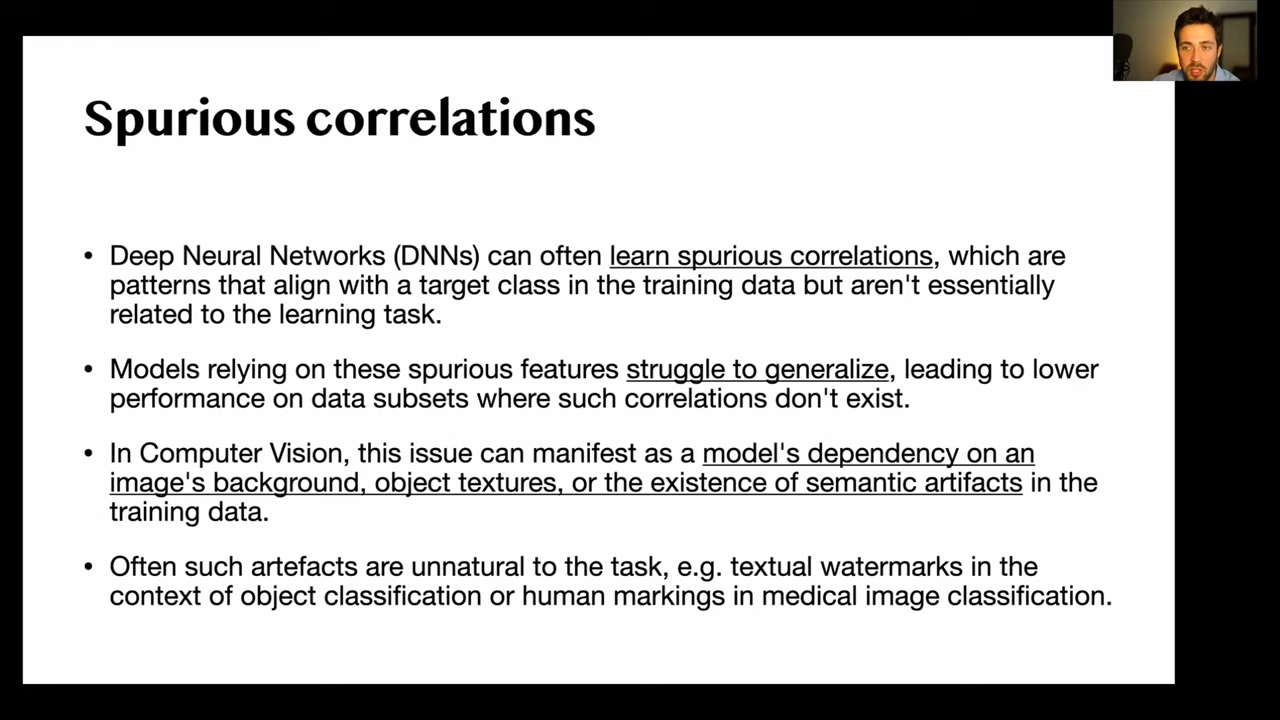 Spurious correlations
• Deep Neural Networks (DNNs) can often learn spurious correlations, which are
patterns that align with a target class in the training data but aren't essentially
related to the learning task.
• Models relying on these spurious features struggle to generalize, leading to lower
performance on data subsets where such correlations don't exist.
• In Computer Vision, this issue can manifest as a model's dependency on an
image's background, object textures, or the existence of semantic artifacts in the
training data.
• Often such artefacts are unnatural to the task, e.g. textual watermarks in the
context of object classification or human markings in medical image classification.